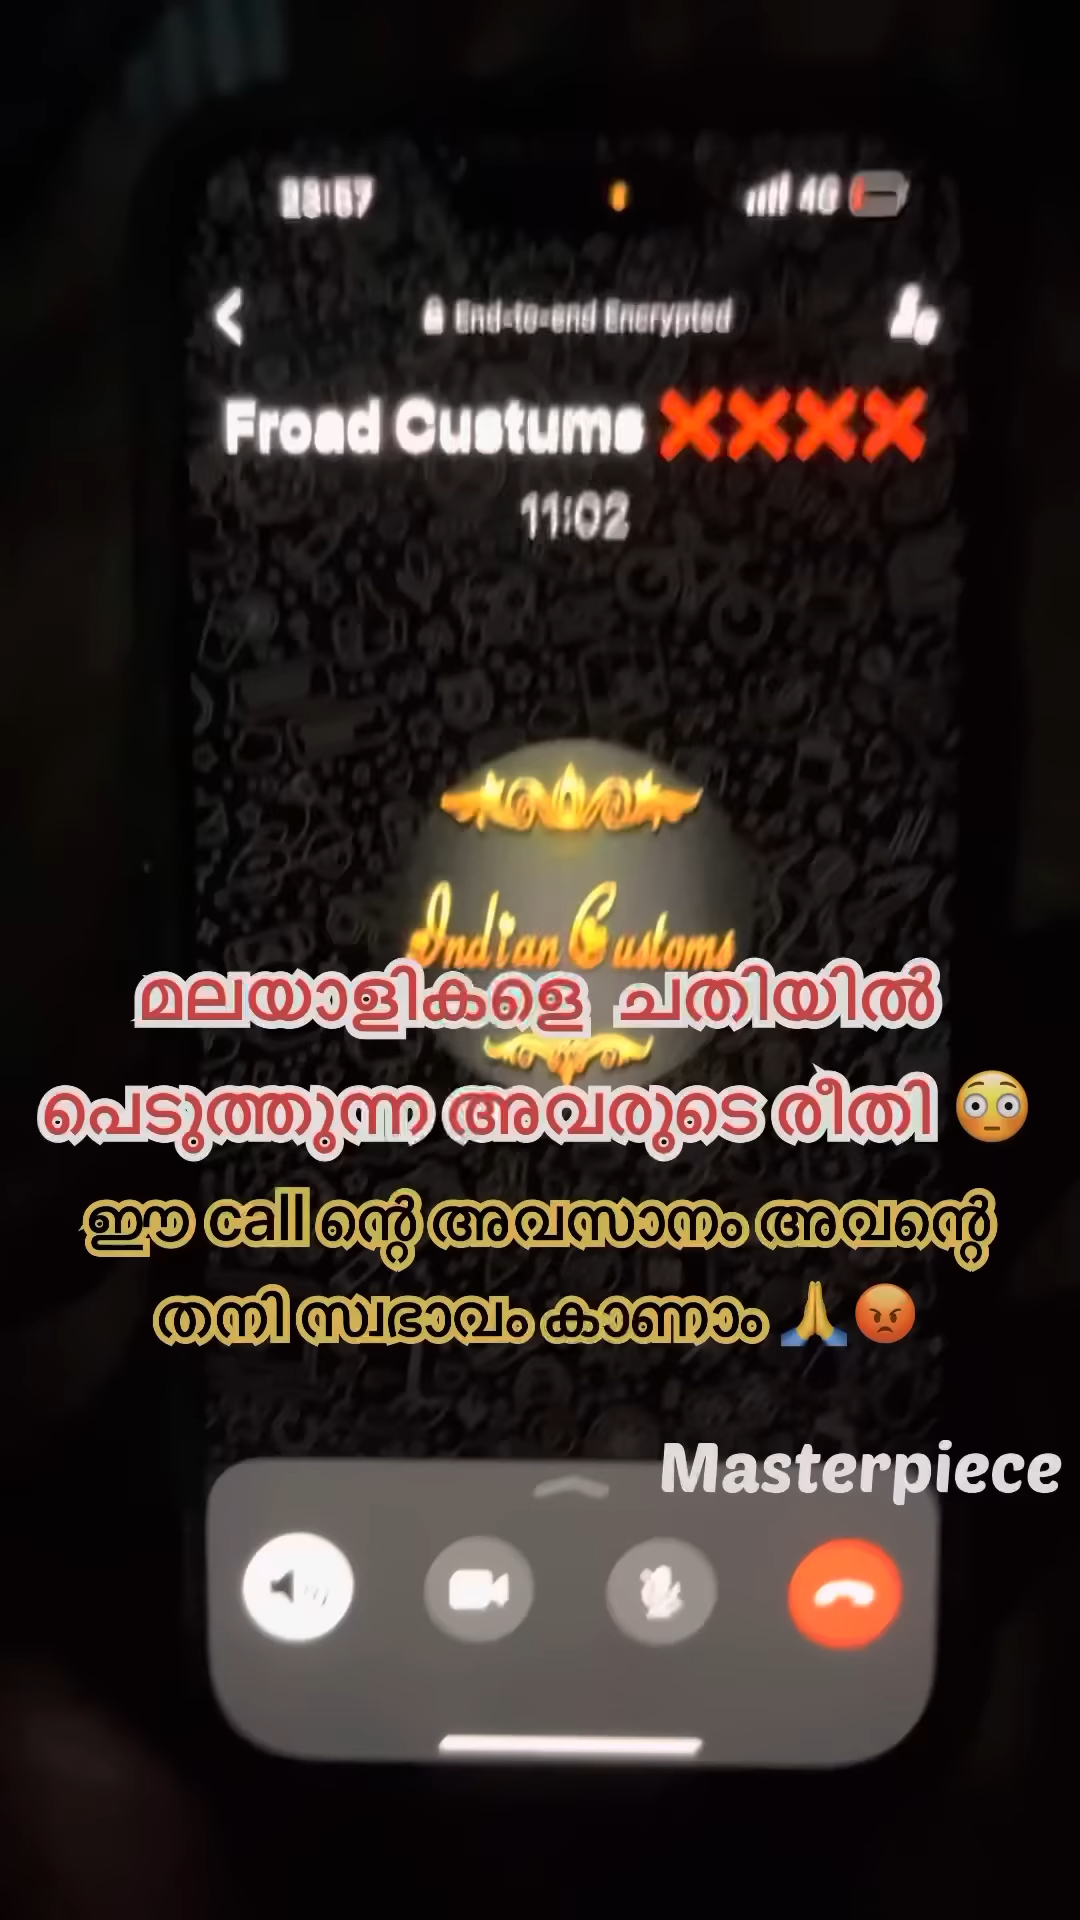 4G
End-to-end Encrypted
Froad Custums ❌❌❌❌
11:02
Indian Customs
മലയാളികളെ ചതിയിൽ
പെടുത്തുന്ന അവരുടെ രീതി 😳
ഈ call ന്റെ അവസാനം അവന്റെ
തനി സ്വഭാവം കാണാം 🙏😡
Masterpiece